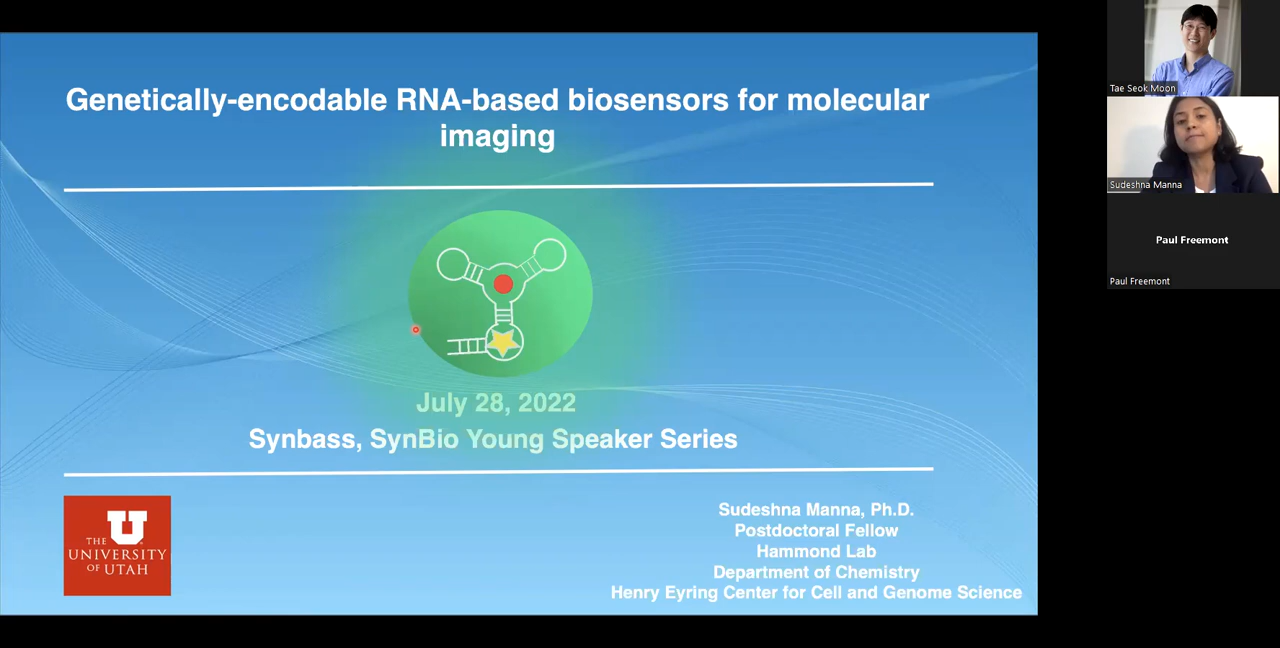 Genetically-encodable RNA-based biosensors for molecular
imaging
July 28, 2022
Synbass, SynBio Young Speaker Series
THE
U
UNIVERSITY
OF UTAH
Sudeshna Manna, Ph.D.
Postdoctoral Fellow
Hammond Lab
Department of Chemistry
Henry Eyring Center for Cell and Genome Science
Tae Seok Moon
Sudeshna Manna
Paul Freemont
Paul Freemont